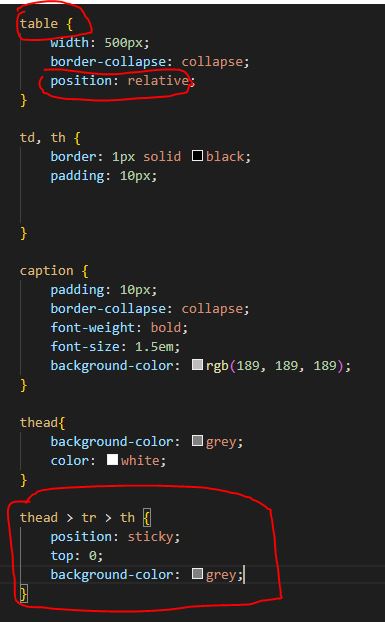 table {
width: 500px;
border-collapse: collapse;
position: relative;
}
td, th {
border: 1px solid black;
padding: 10px;
}
caption {
padding: 10px;
border-collapse: collapse;
font-weight: bold;
font-size: 1.5em;
background-color: rgb(189, 189, 189);
}
thead{
background-color: grey;
color: white;
}
thead > tr > th {
position: sticky;
top: 0;
background-color: grey;
}